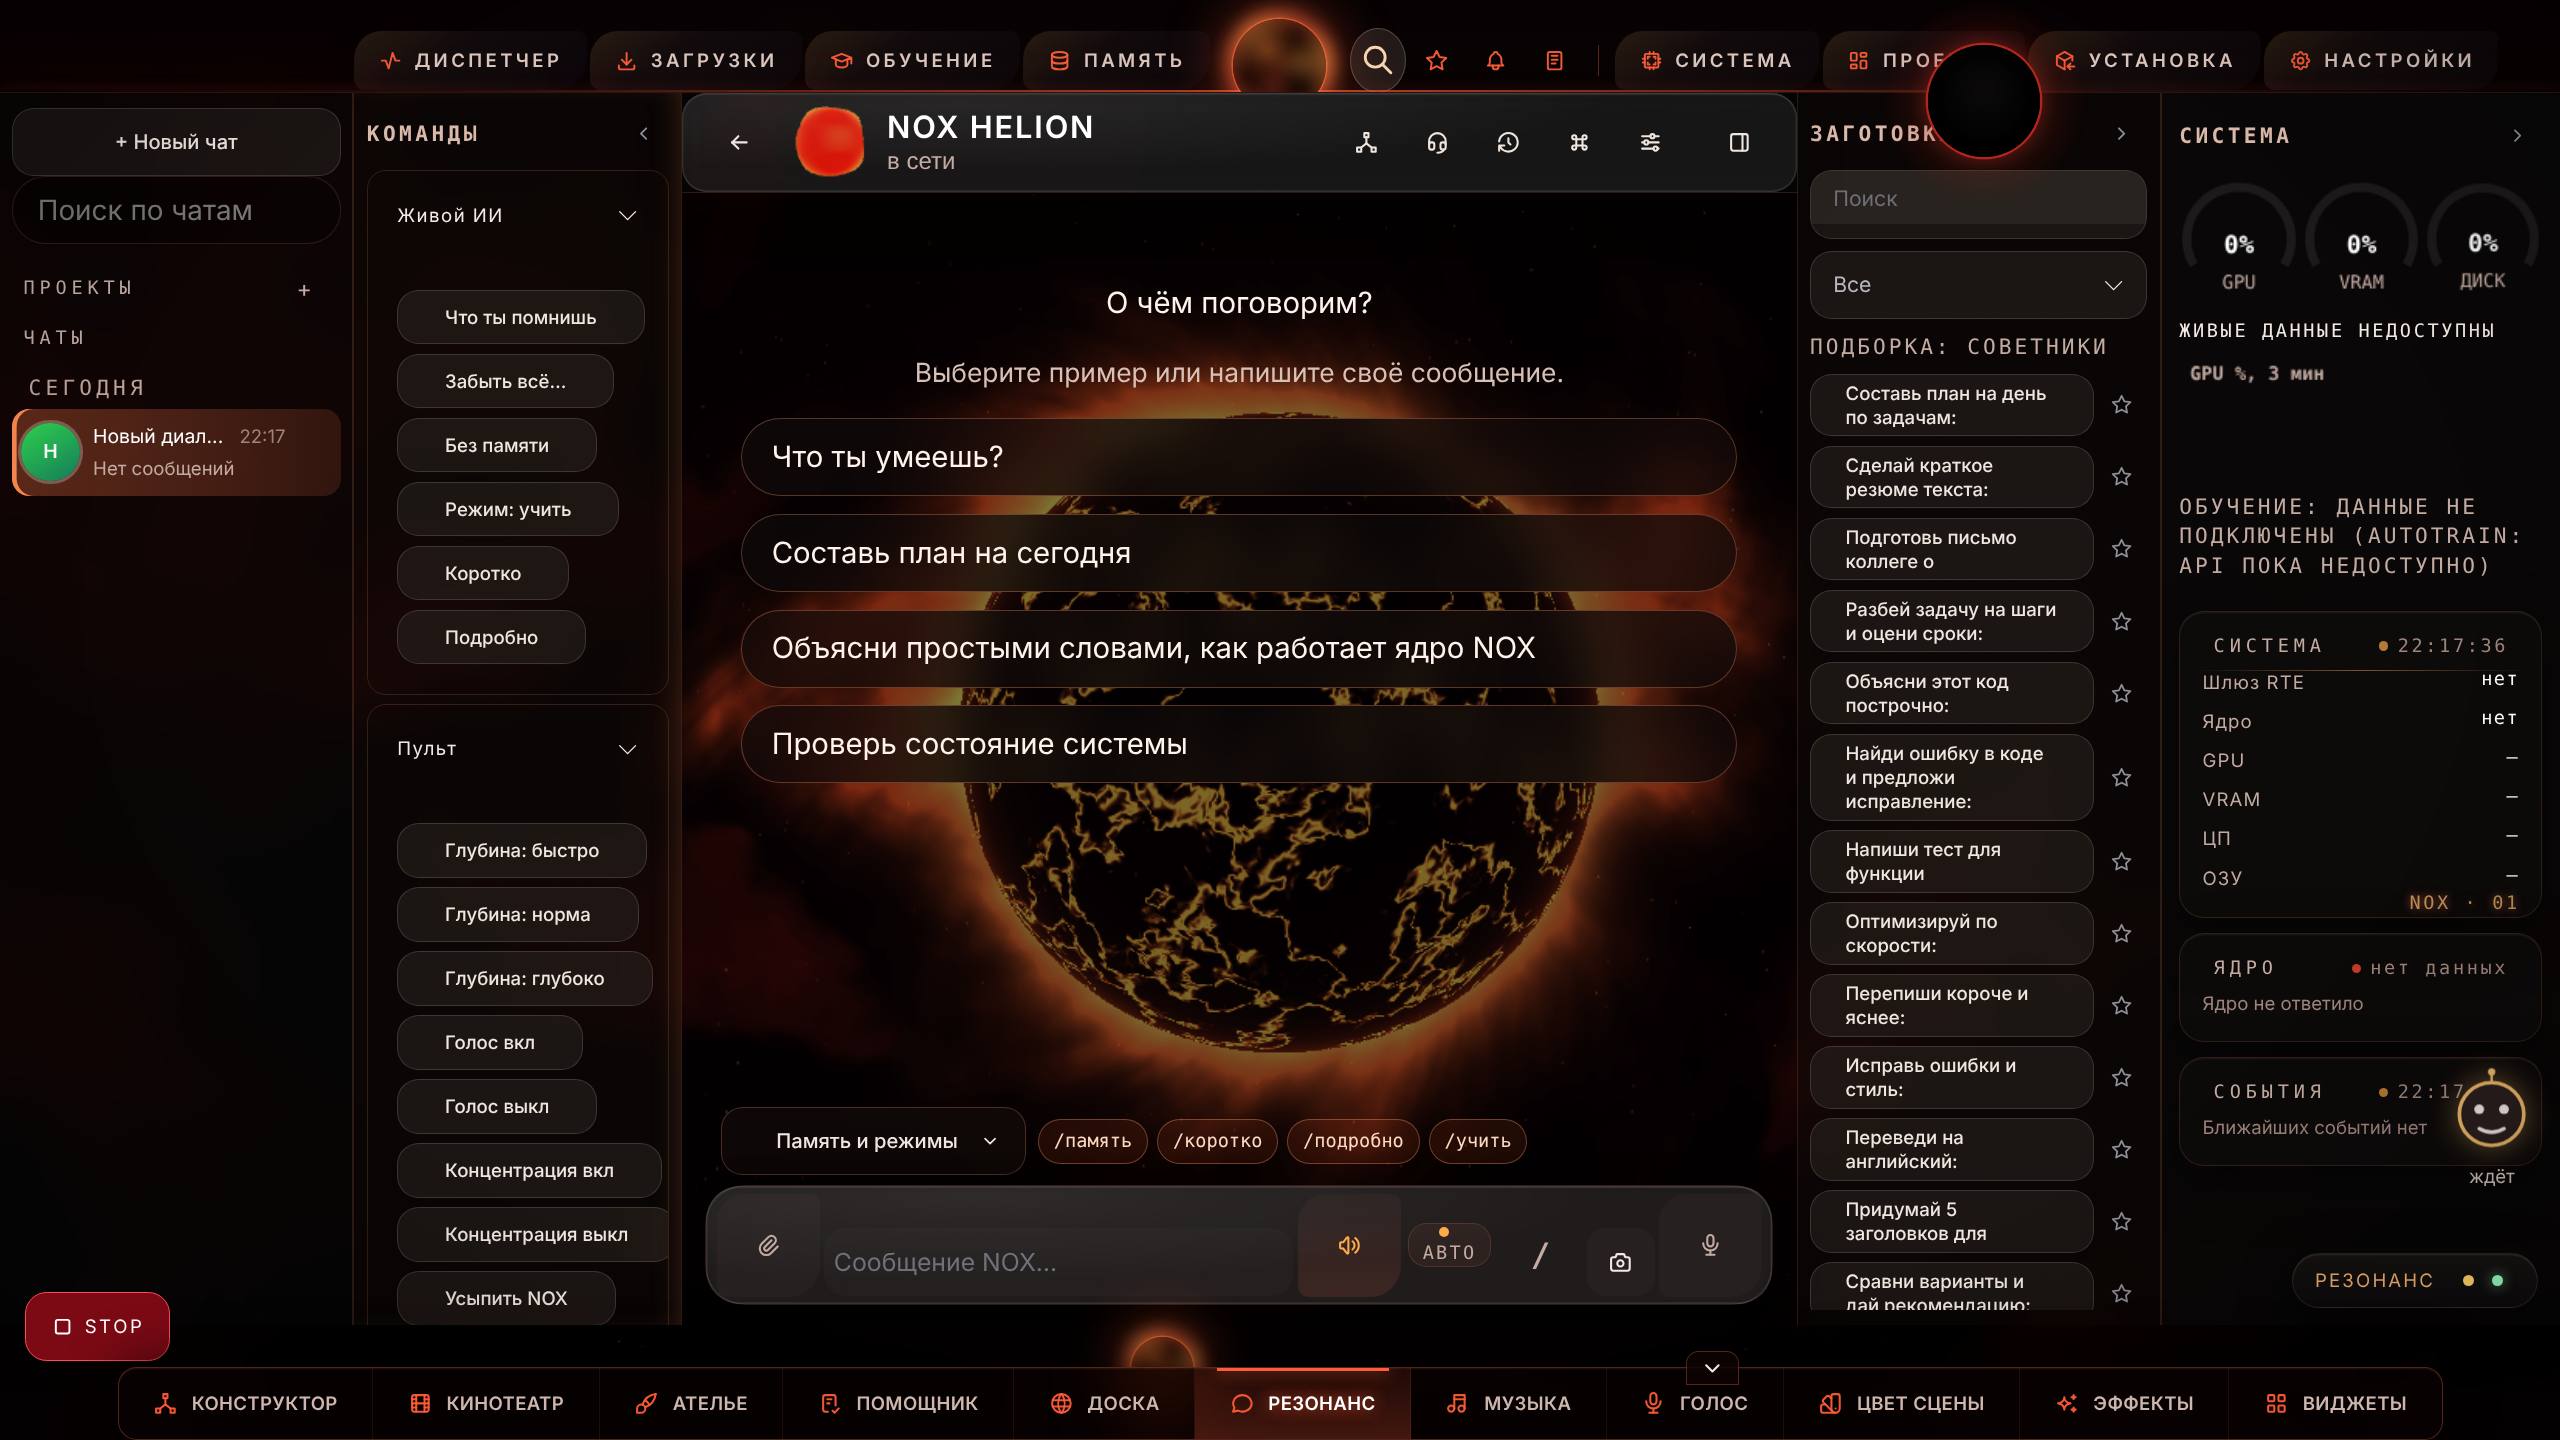 ДИСПЕТЧЕР
ЗАГРУЗКИ
ОБУЧЕНИЕ
ПАМЯТЬ
СИСТЕМА
УСТАНОВКА
НАСТРОЙКИ
+ Новый чат
Поиск по чатам
ПРОЕКТЫ +
ЧАТЫ
СЕГОДНЯ
Н
Новый диал... 22:17
Нет сообщений
STOP
КОМАНДЫ
Живой ИИ
Что ты помнишь
Забыть всё...
Без памяти
Режим: учить
Коротко
Подробно
Пульт
Глубина: быстро
Глубина: норма
Глубина: глубоко
Голос вкл
Голос выкл
Концентрация вкл
Концентрация выкл
Усыпить NOX
NOX HELION
в сети
О чём поговорим?
Выберите пример или напишите своё сообщение.
Что ты умеешь?
Составь план на сегодня
Объясни простыми словами, как работает ядро NOX
Проверь состояние системы
Память и режимы
/память
/коротко
/подробно
/учить
Сообщение NOX...
АВТО
/
Поиск
Все
ПОДБОРКА: СОВЕТНИКИ
Составь план на день
по задачам:
Сделай краткое
резюме текста:
Подготовь письмо
коллеге о
Разбей задачу на шаги
и оцени сроки:
Объясни этот код
построчно:
Найди ошибку в коде
и предложи
исправление:
Напиши тест для
функции
Оптимизируй по
скорости:
Перепиши короче и
яснее:
Исправь ошибки и
стиль:
Переведи на
английский:
Придумай 5
заголовков для
Сравни варианты и
дай рекомендацию:
СИСТЕМА
0%
GPU
0%
VRAM
0%
ДИСК
ЖИВЫЕ ДАННЫЕ НЕДОСТУПНЫ
GPU %, 3 мин
ОБУЧЕНИЕ: ДАННЫЕ НЕ
ПОДКЛЮЧЕНЫ (AUTOTRAIN:
API ПОКА НЕДОСТУПНО)
СИСТЕМА 22:17:36
Шлюз RTE нет
Ядро нет
GPU —
VRAM —
ЦП —
ОЗУ —
NOX · 01
ЯДРО нет данных
Ядро не ответило
СОБЫТИЯ 22:17
Ближайших событий нет
ждёт
РЕЗОНАНС
КОНСТРУКТОР
КИНОТЕАТР
АТЕЛЬЕ
ПОМОЩНИК
ДОСКА
РЕЗОНАНС
МУЗЫКА
ГОЛОС
ЦВЕТ СЦЕНЫ
ЭФФЕКТЫ
ВИДЖЕТЫ